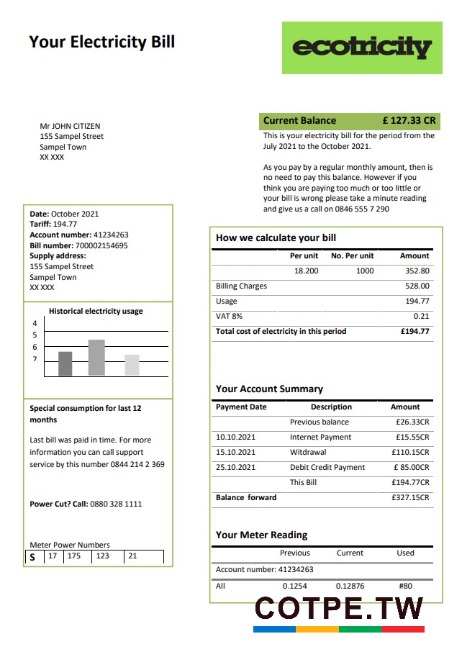 Your Electricity Bill
ecotricity
Mr JOHN CITIZEN
155 Sampel Street
Sampel Town
XX XXX
Current Balance £ 127.33 CR
This is your electricity bill for the period from the
July 2021 to the October 2021.
As you pay by a regular monthly amount, then is
no need to pay this balance. However if you
think you are paying too much or too little or
your bill is wrong please take a minute reading
and give us a call on 0846 555 7 290
Date: October 2021
Tariff: 194.77
Account number: 41234263
Bill number: 700002154695
Supply address:
155 Sampel Street
Sampel Town
XX XXX
Historical electricity usage
4
5
6
7
Special consumption for last 12
months
Last bill was paid in time. For more
information you can call support
service by this number 0844 214 2 369
Power Cut? Call: 0880 328 1111
Meter Power Numbers
S 17 175 123 21
How we calculate your bill
Per unit No. Per unit Amount
18.200 1000 352.80
Billing Charges 528.00
Usage 194.77
VAT 8% 0.21
Total cost of electricity in this period £194.77
Your Account Summary
Payment Date Description Amount
Previous balance £26.33CR
10.10.2021 Internet Payment £15.55CR
15.10.2021 Witdrawal £110.15CR
25.10.2021 Debit Credit Payment £ 85.00CR
This Bill £194.77CR
Balance forward £327.15CR
Your Meter Reading
Previous Current Used
Account number: 41234263
All 0.1254 0.12876 #80
COTPE.TW